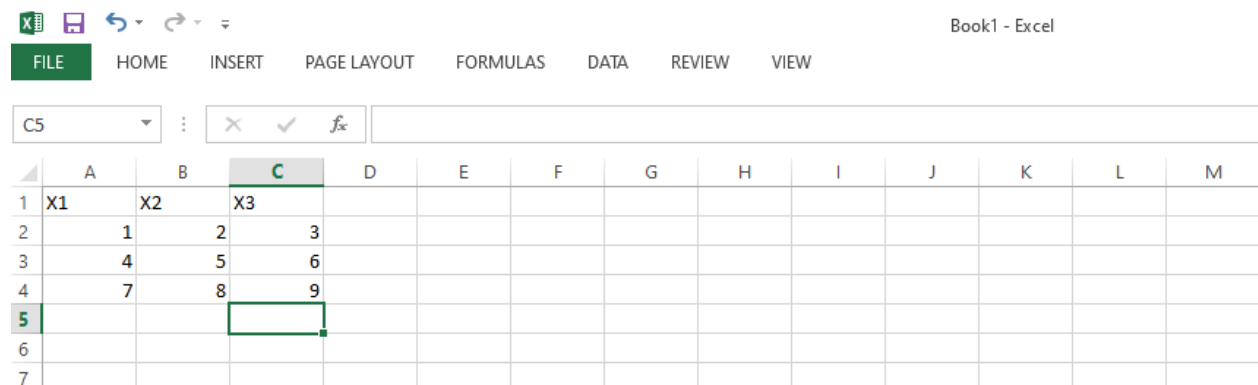 Book1 - Excel
FILE HOME INSERT PAGE LAYOUT FORMULAS DATA REVIEW VIEW
C5 fx
A B C D E F G H I J K L M
1 X1 X2 X3
2 1 2 3
3 4 5 6
4 7 8 9
5
6
7